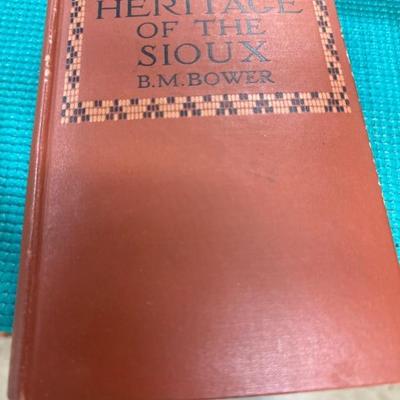 HERITAGE
OF THE
SIOUX
B. M. BOWER